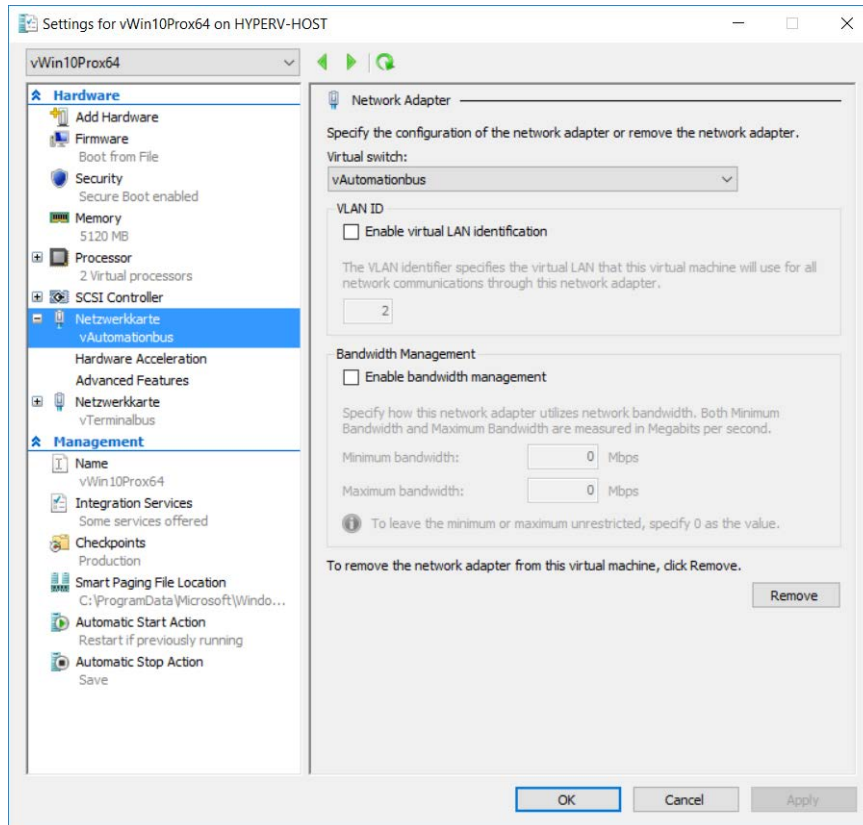 Settings for vWin10Prox64 on HYPERV-HOST
vWin10Prox64
Hardware
Add Hardware
Firmware
Boot from File
Security
Secure Boot enabled
Memory
5120 MB
Processor
2 Virtual processors
SCSI Controller
Netzwerkkarte
vAutomationbus
Hardware Acceleration
Advanced Features
Netzwerkkarte
vTerminalbus
Management
Name
vWin10Prox64
Integration Services
Some services offered
Checkpoints
Production
Smart Paging File Location
C:\ProgramData\Microsoft\Windo...
Automatic Start Action
Restart if previously running
Automatic Stop Action
Save
Network Adapter
Specify the configuration of the network adapter or remove the network adapter.
Virtual switch:
vAutomationbus
VLAN ID
Enable virtual LAN identification
The VLAN identifier specifies the virtual LAN that this virtual machine will use for all
network communications through this network adapter.
2
Bandwidth Management
Enable bandwidth management
Specify how this network adapter utilizes network bandwidth. Both Minimum
Bandwidth and Maximum Bandwidth are measured in Megabits per second.
Minimum bandwidth: 0 Mbps
Maximum bandwidth: 0 Mbps
To leave the minimum or maximum unrestricted, specify 0 as the value.
To remove the network adapter from this virtual machine, click Remove.
Remove
OK Cancel Apply